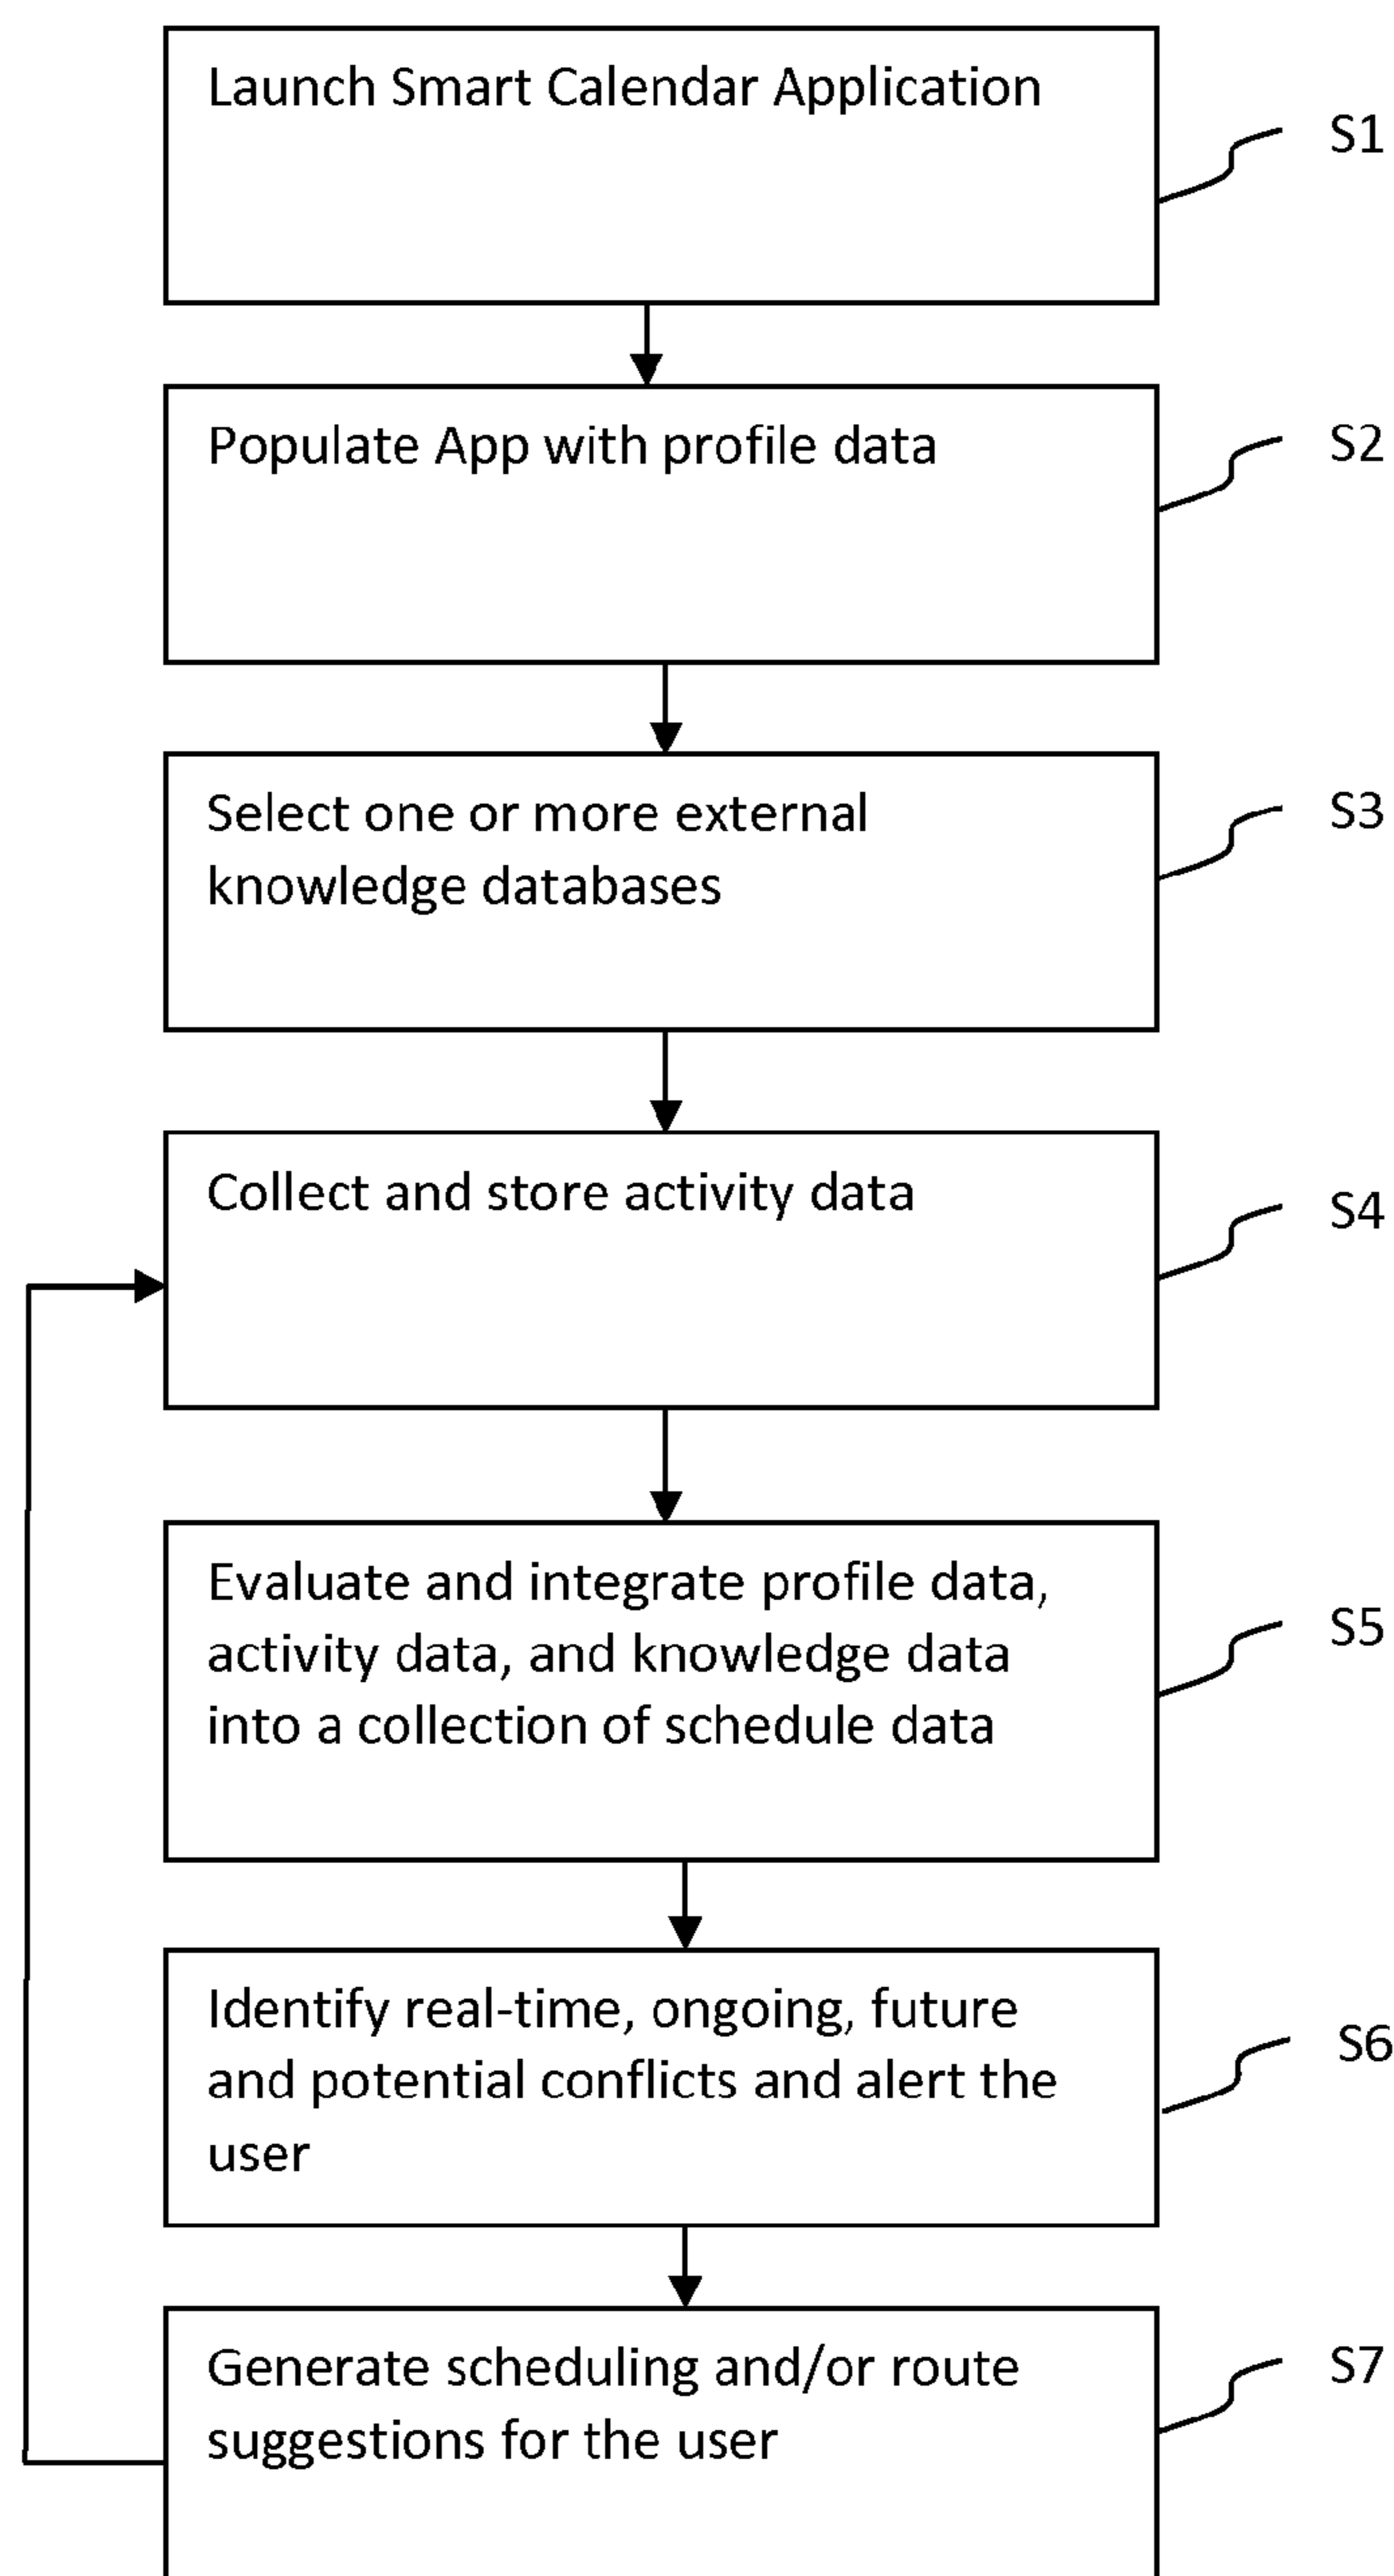 Launch Smart Calendar Application
S1
Populate App with profile data
S2
Select one or more external
knowledge databases
S3
Collect and store activity data
S4
Evaluate and integrate profile data,
activity data, and knowledge data
into a collection of schedule data
S5
Identify real-time, ongoing, future
and potential conflicts and alert the
user
S6
Generate scheduling and/or route
suggestions for the user
S7